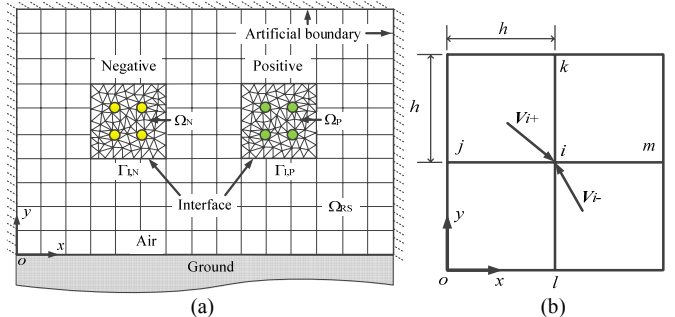 Artificial boundary
Negative
Positive
Ω_N
Ω_P
Γ_I,N
Γ_I,P
Interface
Ω_RS
y
x
o
Air
Ground
(a)
h
h
k
V_i+
j
i
m
V_i-
y
x
o
l
(b)